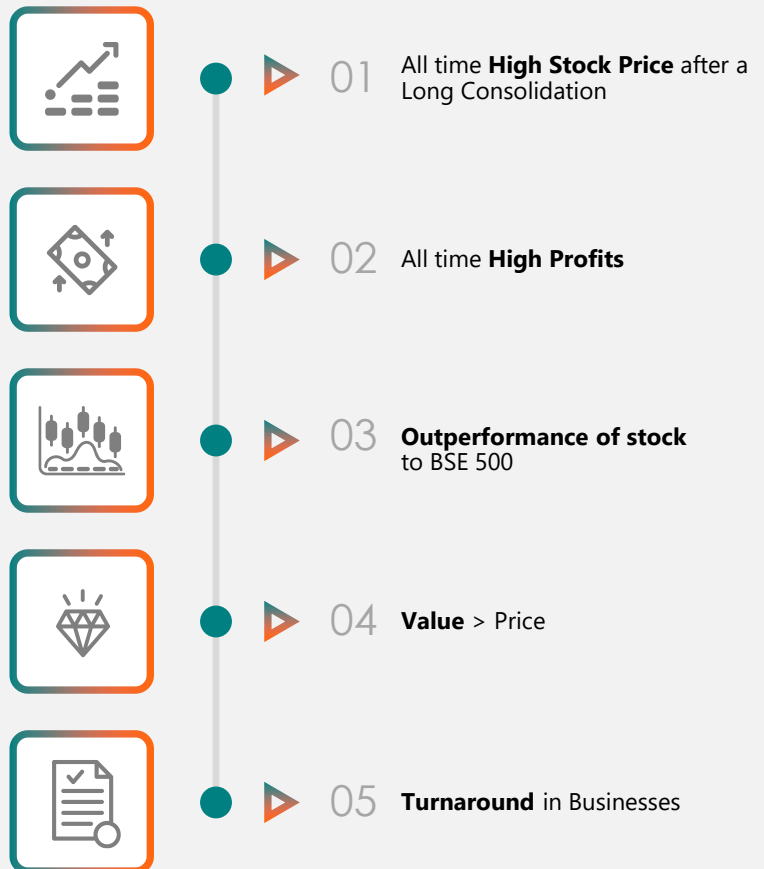 01
All time High Stock Price after a
Long Consolidation
02
All time High Profits
03
Outperformance of stock
to BSE 500
04
Value > Price
05
Turnaround in Businesses